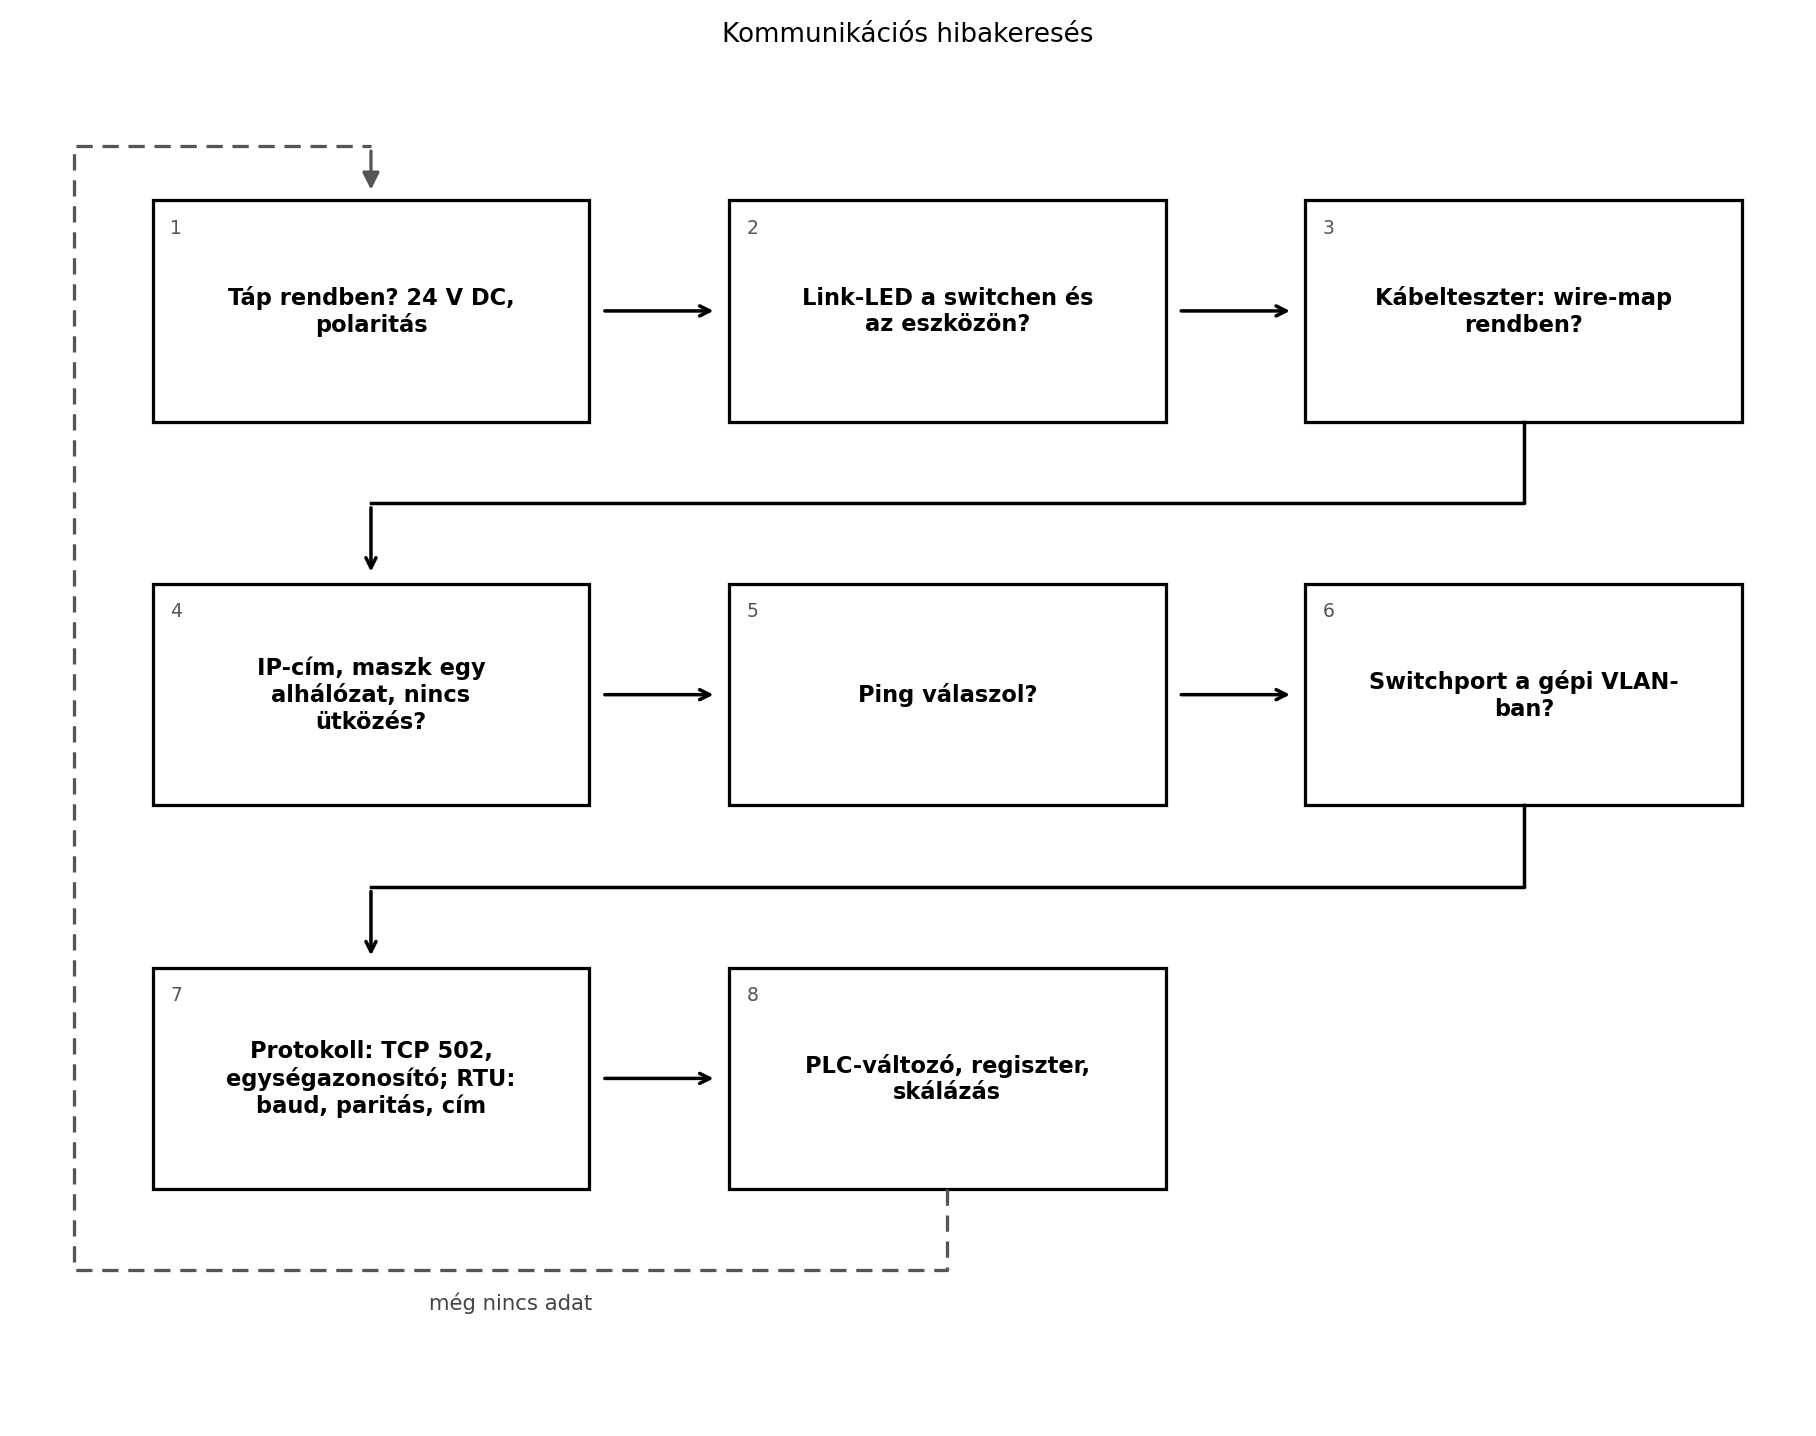 Kommunikációs hibakeresés
1
Táp rendben? 24 V DC,
polaritás
2
Link-LED a switchen és
az eszközön?
3
Kábelteszter: wire-map
rendben?
4
IP-cím, maszk egy
alhálózat, nincs
ütközés?
5
Ping válaszol?
6
Switchport a gépi VLAN-
ban?
7
Protokoll: TCP 502,
egységazonosító; RTU:
baud, paritás, cím
8
PLC-változó, regiszter,
skálázás
még nincs adat